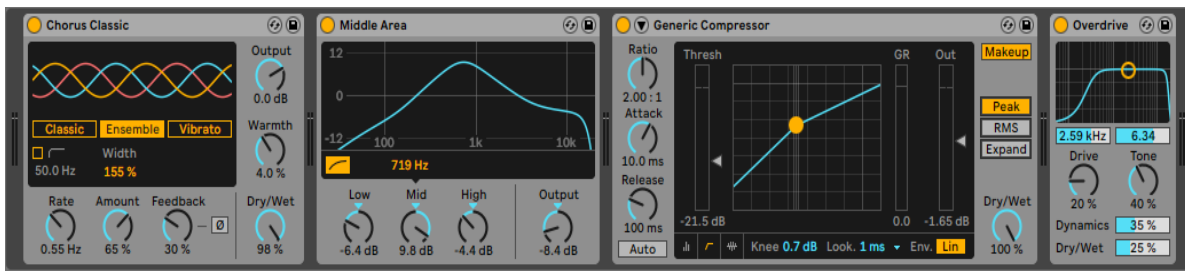 Chorus Classic
Output
0.0 dB
Classic Ensemble Vibrato
Warmth
4.0 %
50.0 Hz
Width
155 %
Rate Amount Feedback Dry/Wet
0.55 Hz 65 % 30 % Ø 98 %
Middle Area
12
0
-12 100 1k 10k
719 Hz
Low Mid High Output
-6.4 dB 9.8 dB -4.4 dB -8.4 dB
Generic Compressor
Ratio
2.00 : 1
Attack
10.0 ms
Release
100 ms
Auto
Thresh GR Out
-21.5 dB 0.0 -1.65 dB
Knee 0.7 dB Look. 1 ms Env. Lin
Makeup
Peak
RMS
Expand
Dry/Wet
100 %
Overdrive
2.59 kHz 6.34
Drive Tone
20 % 40 %
Dynamics 35 %
Dry/Wet 25 %